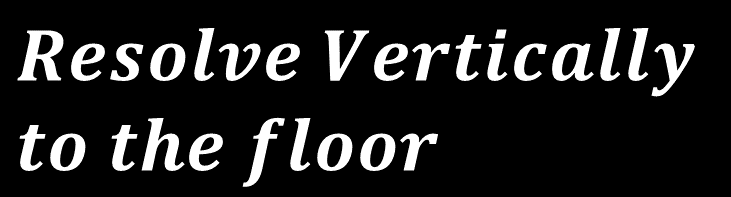 Resolve Vertically
to the floor